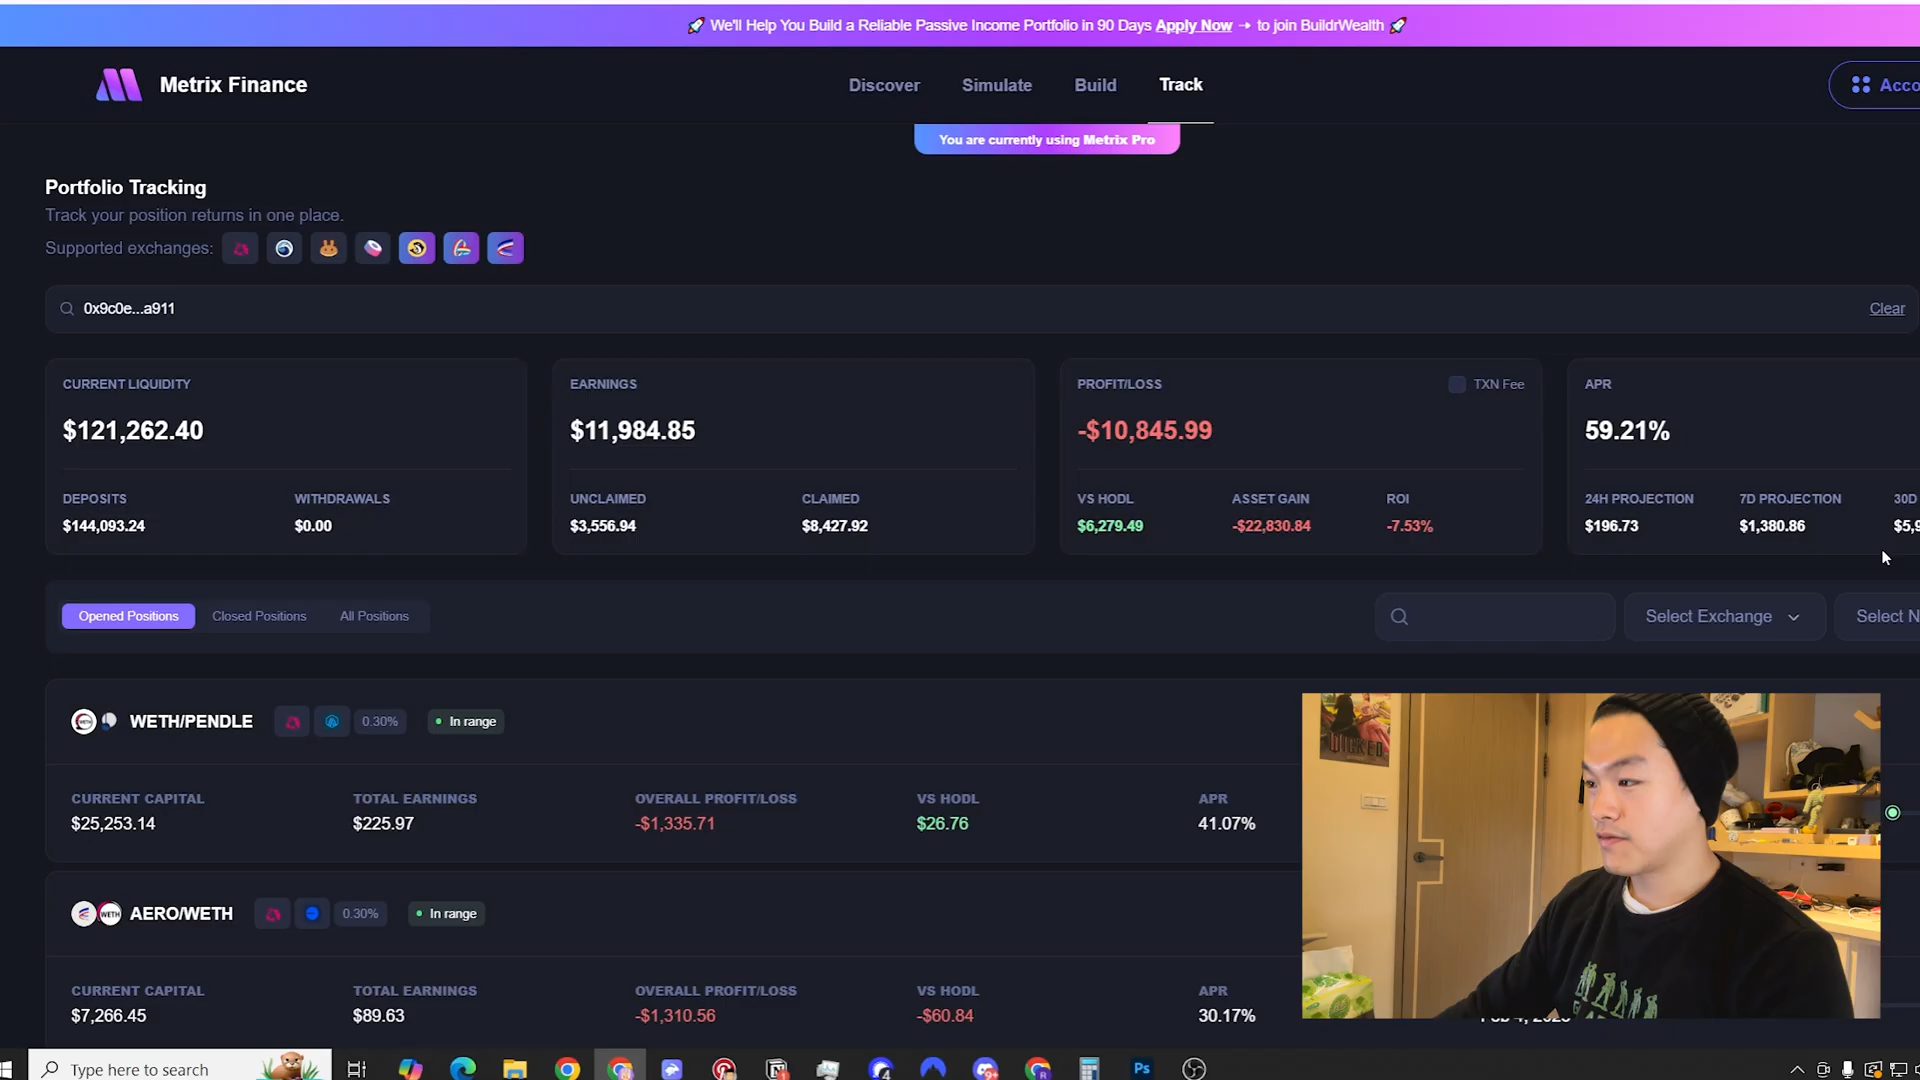 🚀 We'll Help You Build a Reliable Passive Income Portfolio in 90 Days Apply Now → to join BuildrWealth 🚀
Metrix Finance
Discover
Simulate
Build
Track
Acco
You are currently using Metrix Pro
Portfolio Tracking
Track your position returns in one place.
Supported exchanges:
0x9c0e...a911
Clear
CURRENT LIQUIDITY
$121,262.40
DEPOSITS
$144,093.24
WITHDRAWALS
$0.00
EARNINGS
$11,984.85
UNCLAIMED
$3,556.94
CLAIMED
$8,427.92
PROFIT/LOSS
TXN Fee
-$10,845.99
VS HODL
$6,279.49
ASSET GAIN
-$22,830.84
ROI
-7.53%
APR
59.21%
24H PROJECTION
$196.73
7D PROJECTION
$1,380.86
30D
$5,9
Opened Positions
Closed Positions
All Positions
Select Exchange
Select N
WETH/PENDLE
0.30%
In range
CURRENT CAPITAL
$25,253.14
TOTAL EARNINGS
$225.97
OVERALL PROFIT/LOSS
-$1,335.71
VS HODL
$26.76
APR
41.07%
AERO/WETH
0.30%
In range
CURRENT CAPITAL
$7,266.45
TOTAL EARNINGS
$89.63
OVERALL PROFIT/LOSS
-$1,310.56
VS HODL
-$60.84
APR
30.17%
WICKED
Type here to search